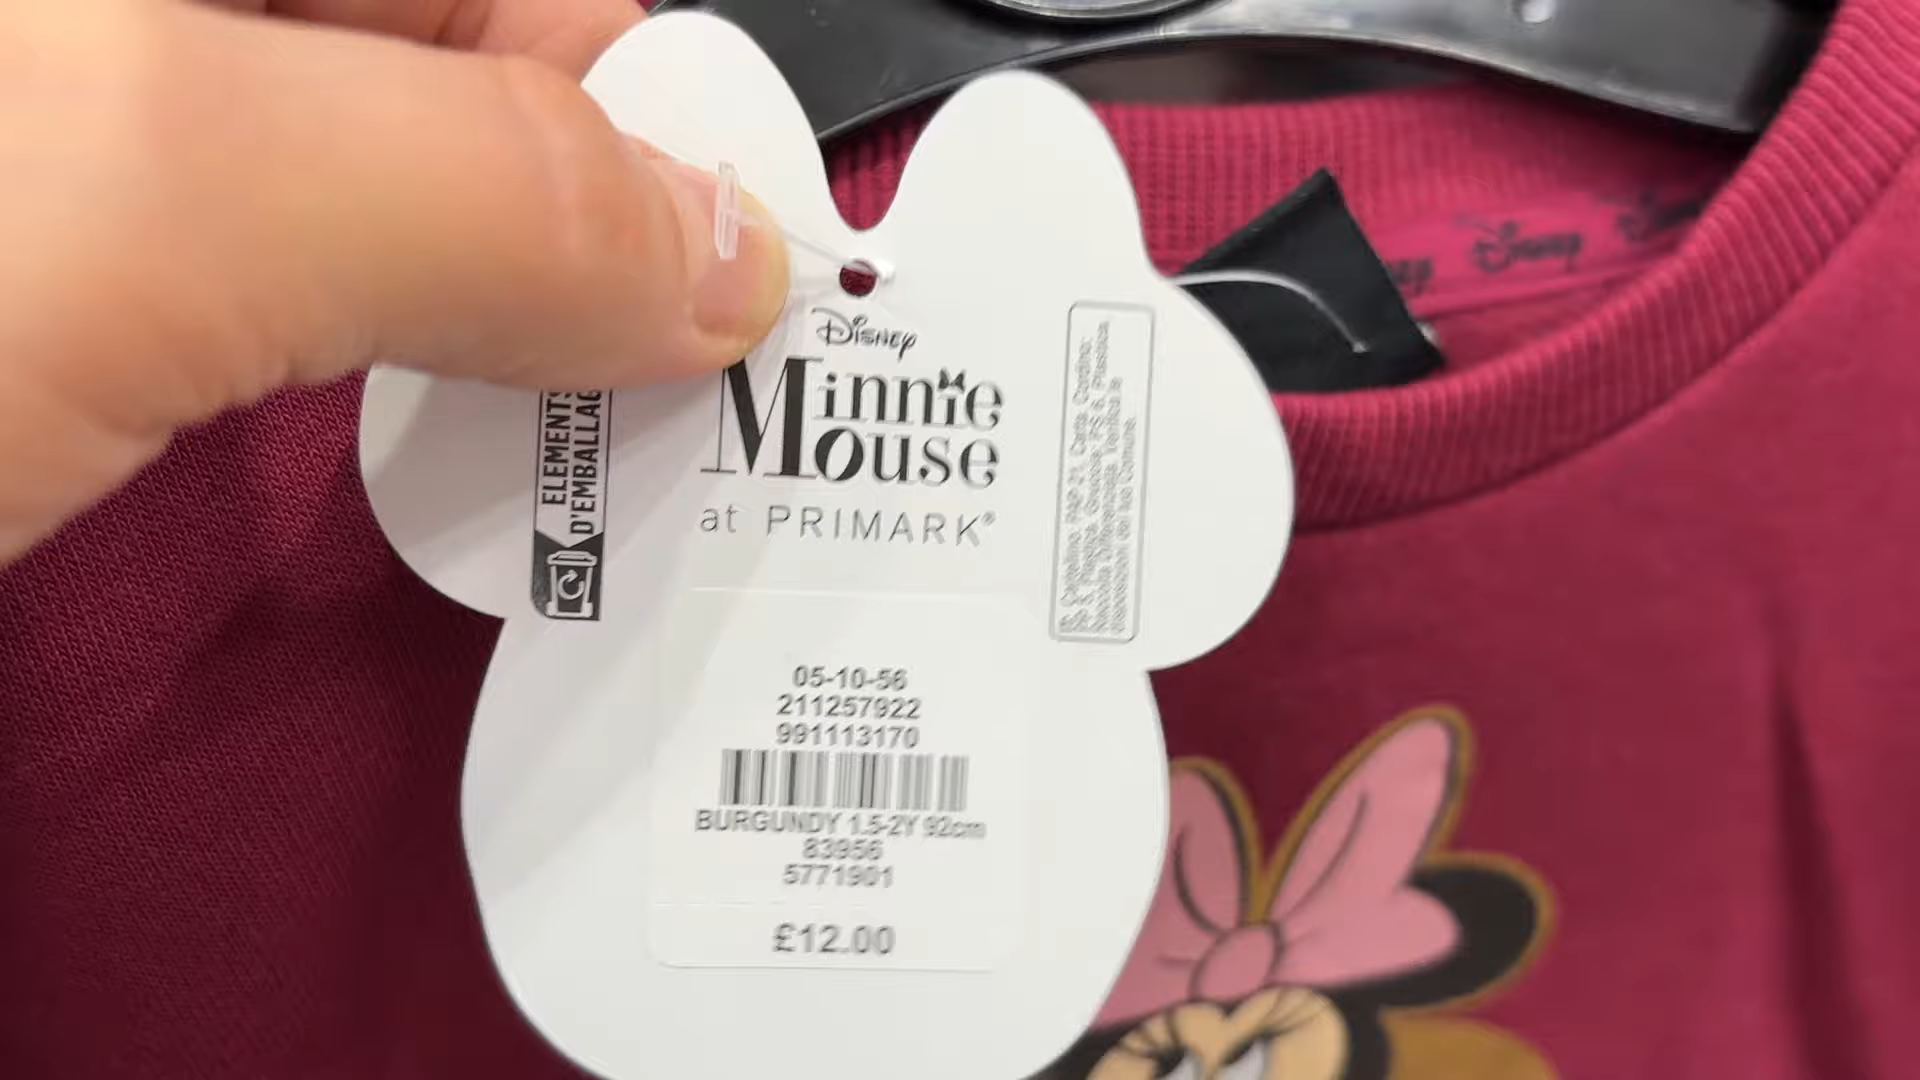 Disney
Minnie
Mouse
at PRIMARK®
ELEMENTS
D'EMBALLAG
05-10-56
211257922
991113170
BURGUNDY 1.5-2Y 92cm
83956
5771901
£12.00
Disney